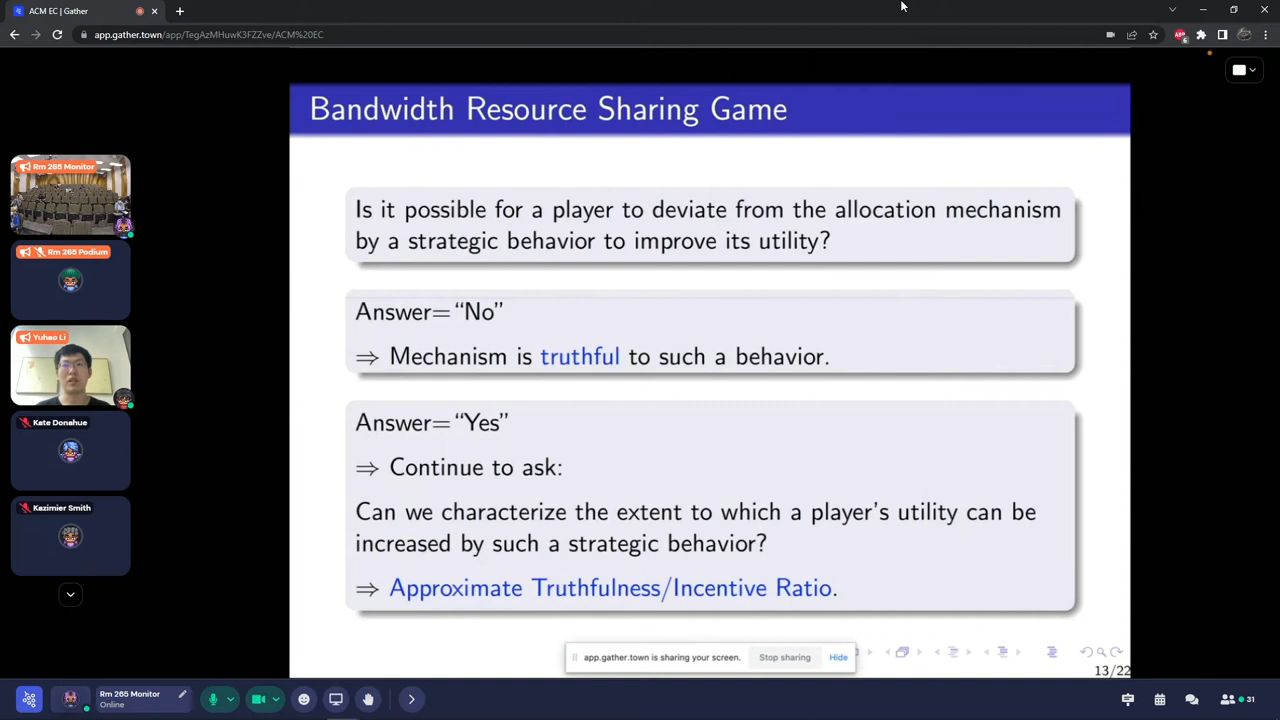 ACM EC | Gather
app.gather.town/app/TegAzMHuwK3FZZve/ACM%20EC
Bandwidth Resource Sharing Game
Is it possible for a player to deviate from the allocation mechanism
by a strategic behavior to improve its utility?
Answer= “No”
⇒ Mechanism is truthful to such a behavior.
Answer= “Yes”
⇒ Continue to ask:
Can we characterize the extent to which a player's utility can be
increased by such a strategic behavior?
⇒ Approximate Truthfulness/Incentive Ratio.
Rm 265 Monitor
Rm 265 Podium
Yuhao Li
Kate Donahue
Kazimier Smith
app.gather.town is sharing your screen.
Stop sharing
Hide
13/22
Rm 265 Monitor
Online
31